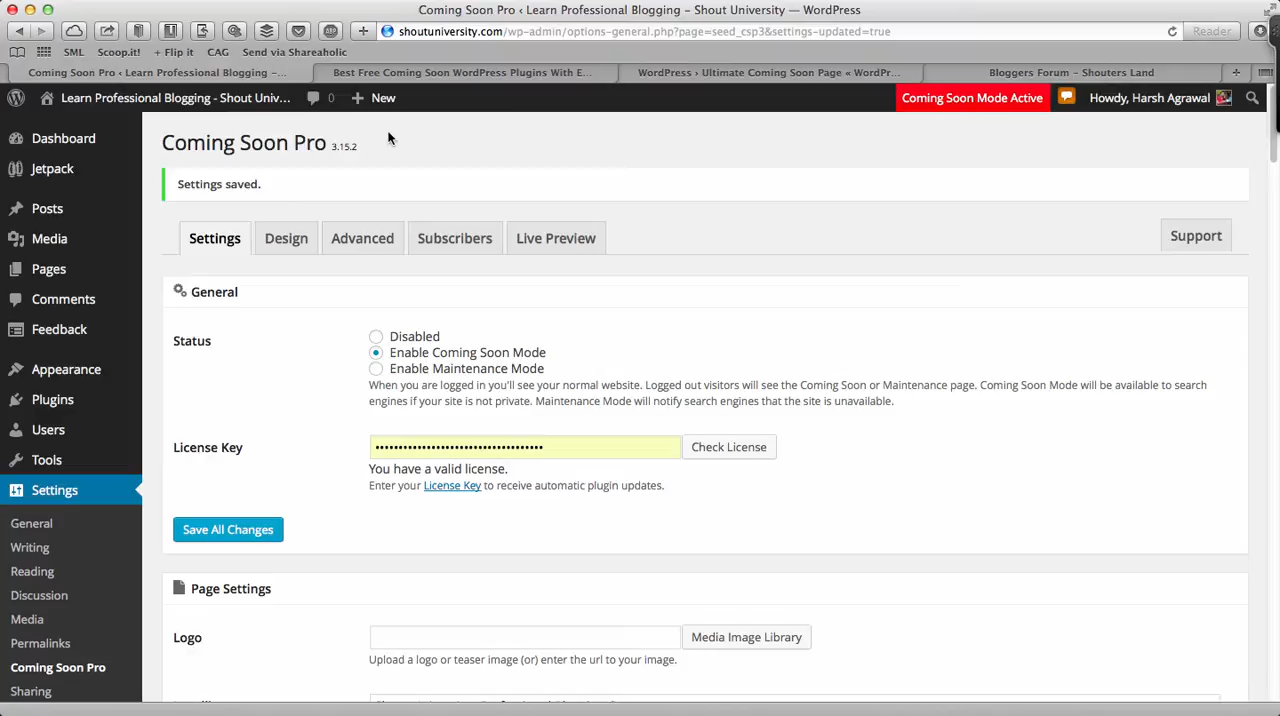 Coming Soon Pro ‹ Learn Professional Blogging — Shout University — WordPress
shoutuniversity.com/wp-admin/options-general.php?page=seed_csp3&settings-updated=true
Reader
SML Scoop.it! + Flip it CAG Send via Shareaholic
Coming Soon Pro ‹ Learn Professional Blogging -... Best Free Coming Soon WordPress Plugins With E... WordPress › Ultimate Coming Soon Page « WordPr... Bloggers Forum – Shouters Land
Learn Professional Blogging - Shout Univ... 0 + New Coming Soon Mode Active Howdy, Harsh Agrawal
Dashboard
Jetpack
Posts
Media
Pages
Comments
Feedback
Appearance
Plugins
Users
Tools
Settings
General
Writing
Reading
Discussion
Media
Permalinks
Coming Soon Pro
Sharing
Coming Soon Pro 3.15.2
Settings saved.
Settings Design Advanced Subscribers Live Preview Support
General
Status
Disabled
Enable Coming Soon Mode
Enable Maintenance Mode
When you are logged in you'll see your normal website. Logged out visitors will see the Coming Soon or Maintenance page. Coming Soon Mode will be available to search
engines if your site is not private. Maintenance Mode will notify search engines that the site is unavailable.
License Key
Check License
You have a valid license.
Enter your License Key to receive automatic plugin updates.
Save All Changes
Page Settings
Logo
Media Image Library
Upload a logo or teaser image (or) enter the url to your image.